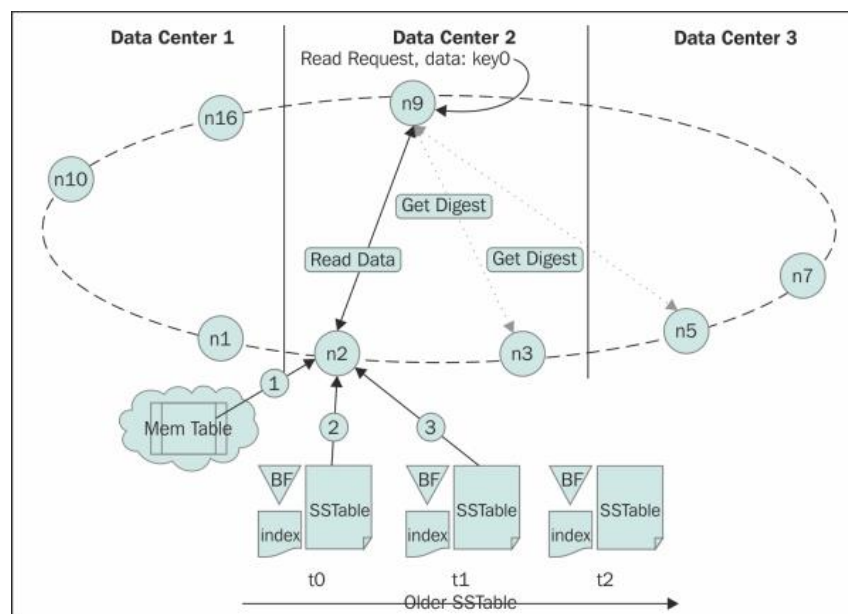 Data Center 1
Data Center 2
Data Center 3
Read Request, data: key0
n9
n16
n10
Get Digest
Read Data
Get Digest
n7
n1
n2
n3
n5
1
Mem Table
2
3
BF
SSTable
index
BF
SSTable
index
BF
SSTable
index
t0
t1
t2
Older SSTable